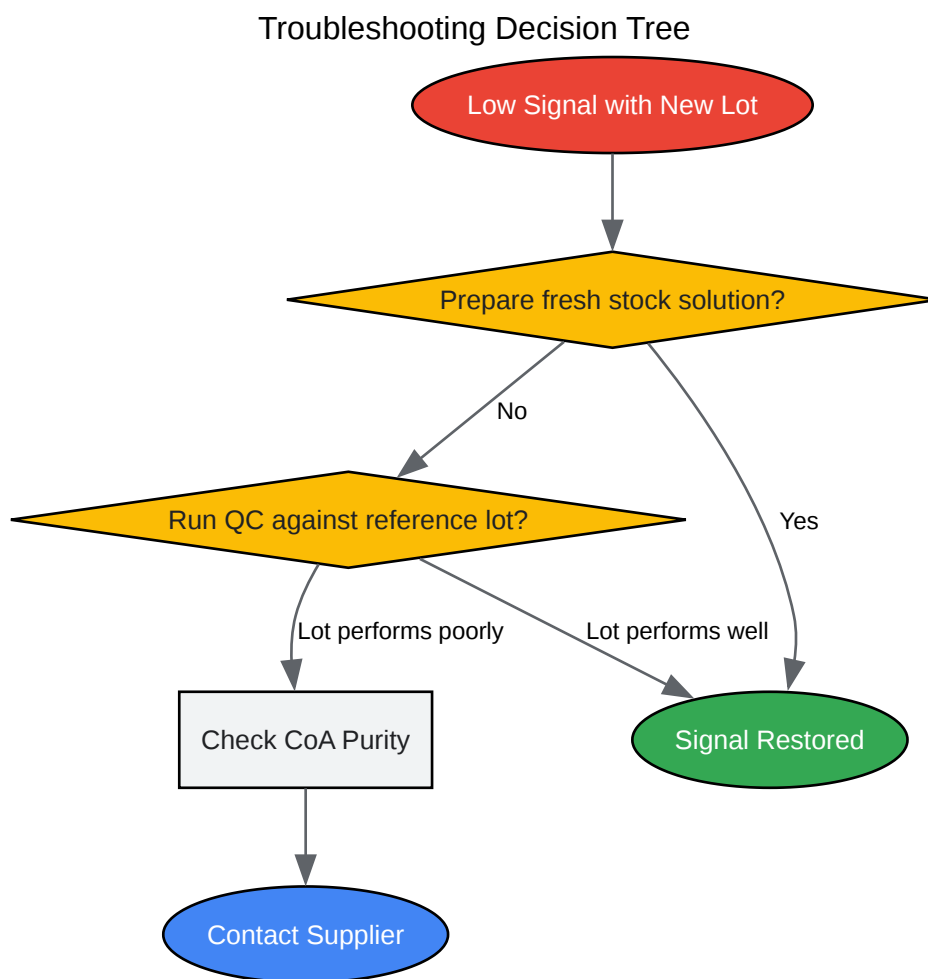 Troubleshooting Decision Tree
Low Signal with New Lot
Prepare fresh stock solution?
No
Run QC against reference lot?
Yes
Lot performs poorly
Lot performs well
Check CoA Purity
Signal Restored
Contact Supplier